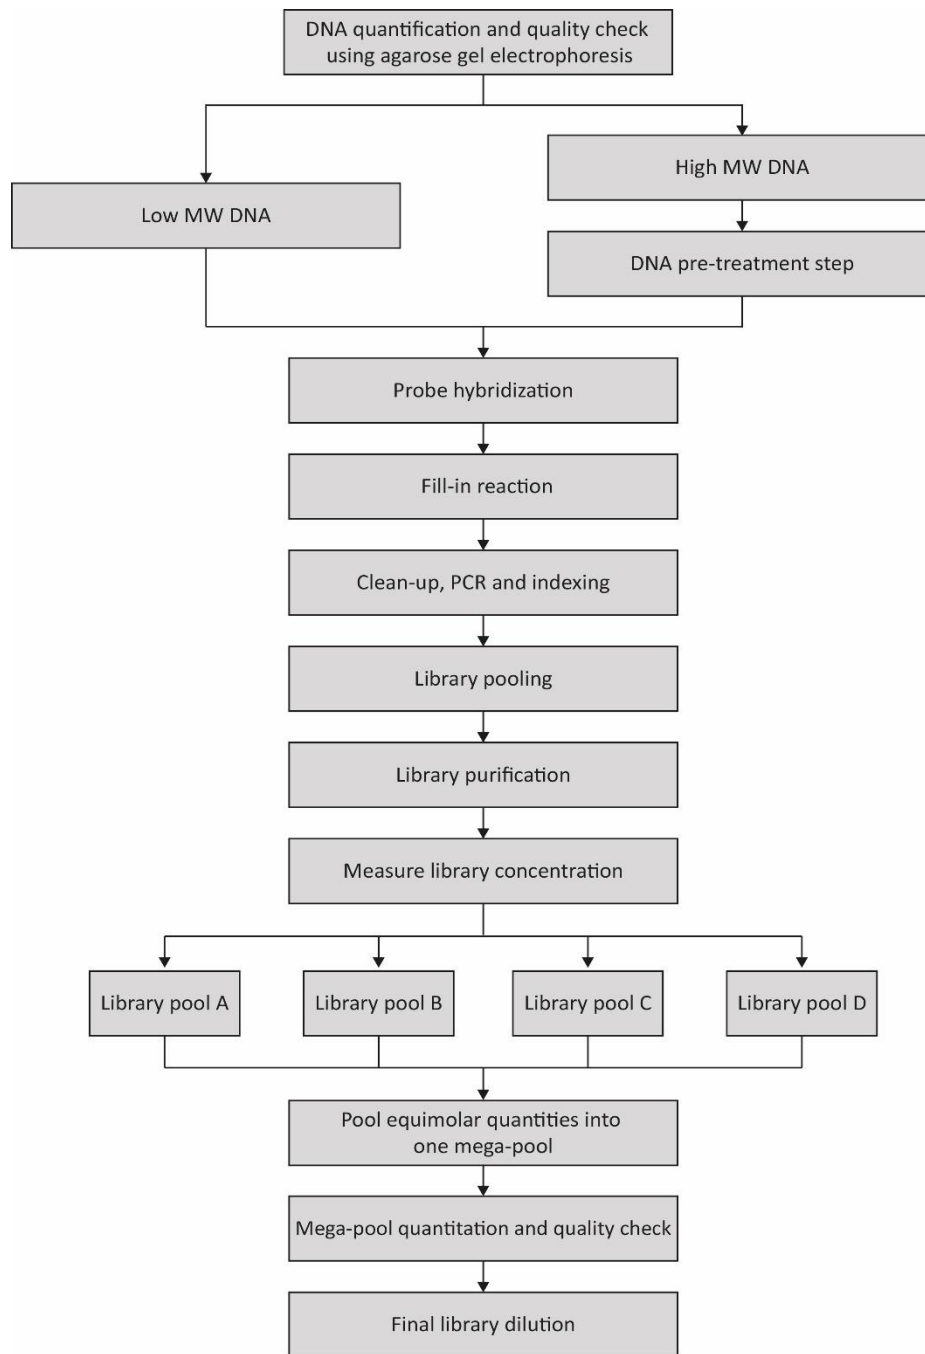 DNA quantification and quality check
using agarose gel electrophoresis
High MW DNA
Low MW DNA
DNA pre-treatment step
Probe hybridization
Fill-in reaction
Clean-up, PCR and indexing
Library pooling
Library purification
Measure library concentration
Library pool A
Library pool B
Library pool C
Library pool D
Pool equimolar quantities into
one mega-pool
Mega-pool quantitation and quality check
Final library dilution